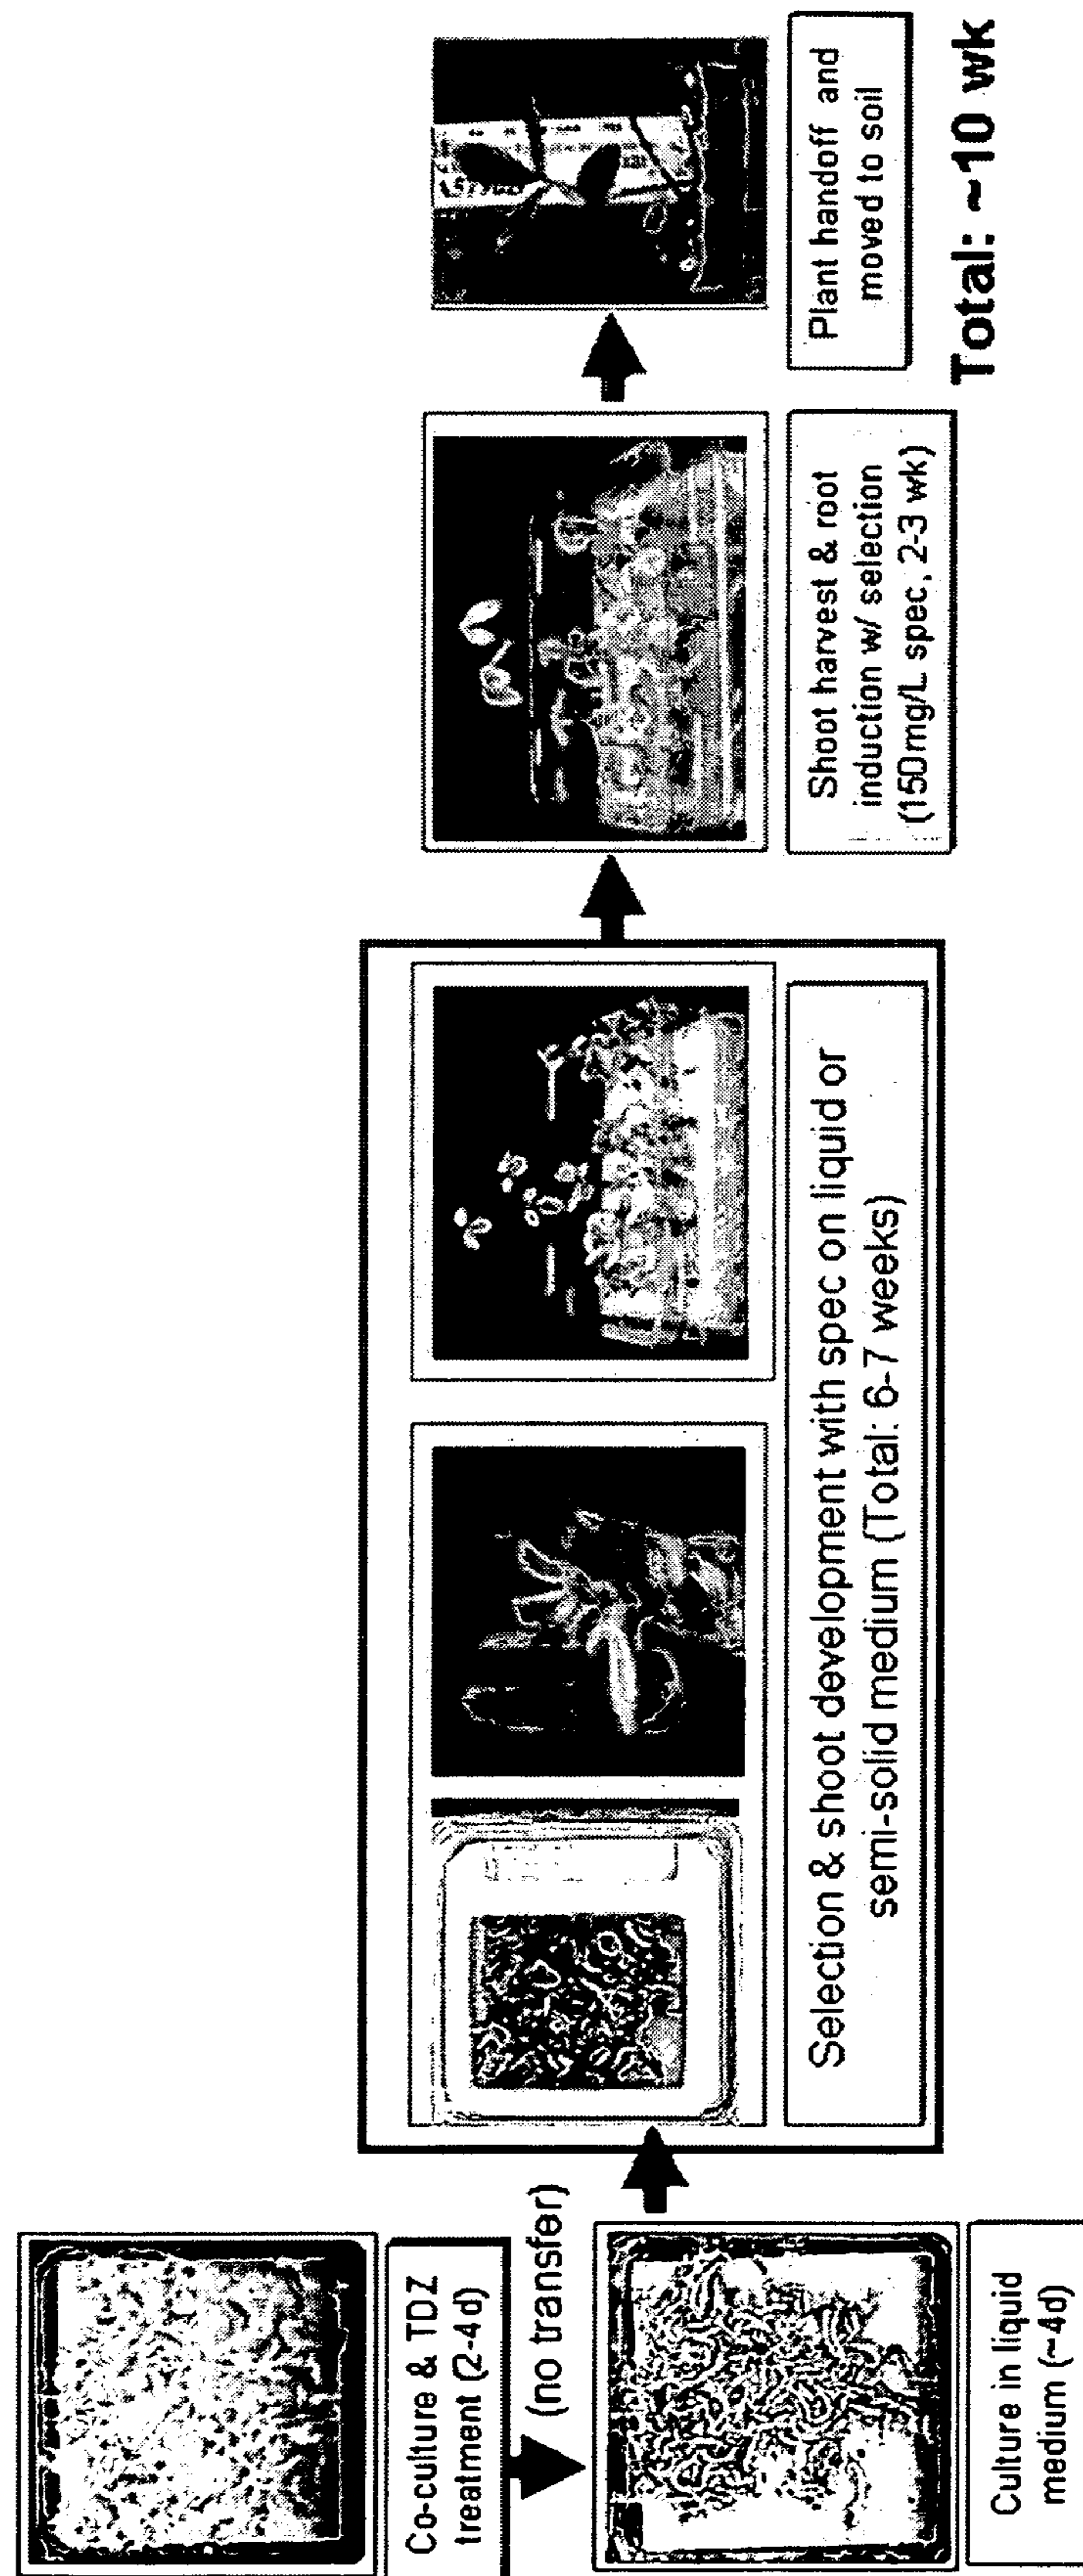 Co-culture & TDZ
treatment (2-4 d)
(no transfer)
Culture in liquid
medium (~4d)
Selection & shoot development with spec on liquid or
semi-solid medium (Total: 6-7 weeks)
Shoot harvest & root
induction w/ selection
(150mg/L spec, 2-3 wk)
Plant handoff and
moved to soil
Total: ~10 wk